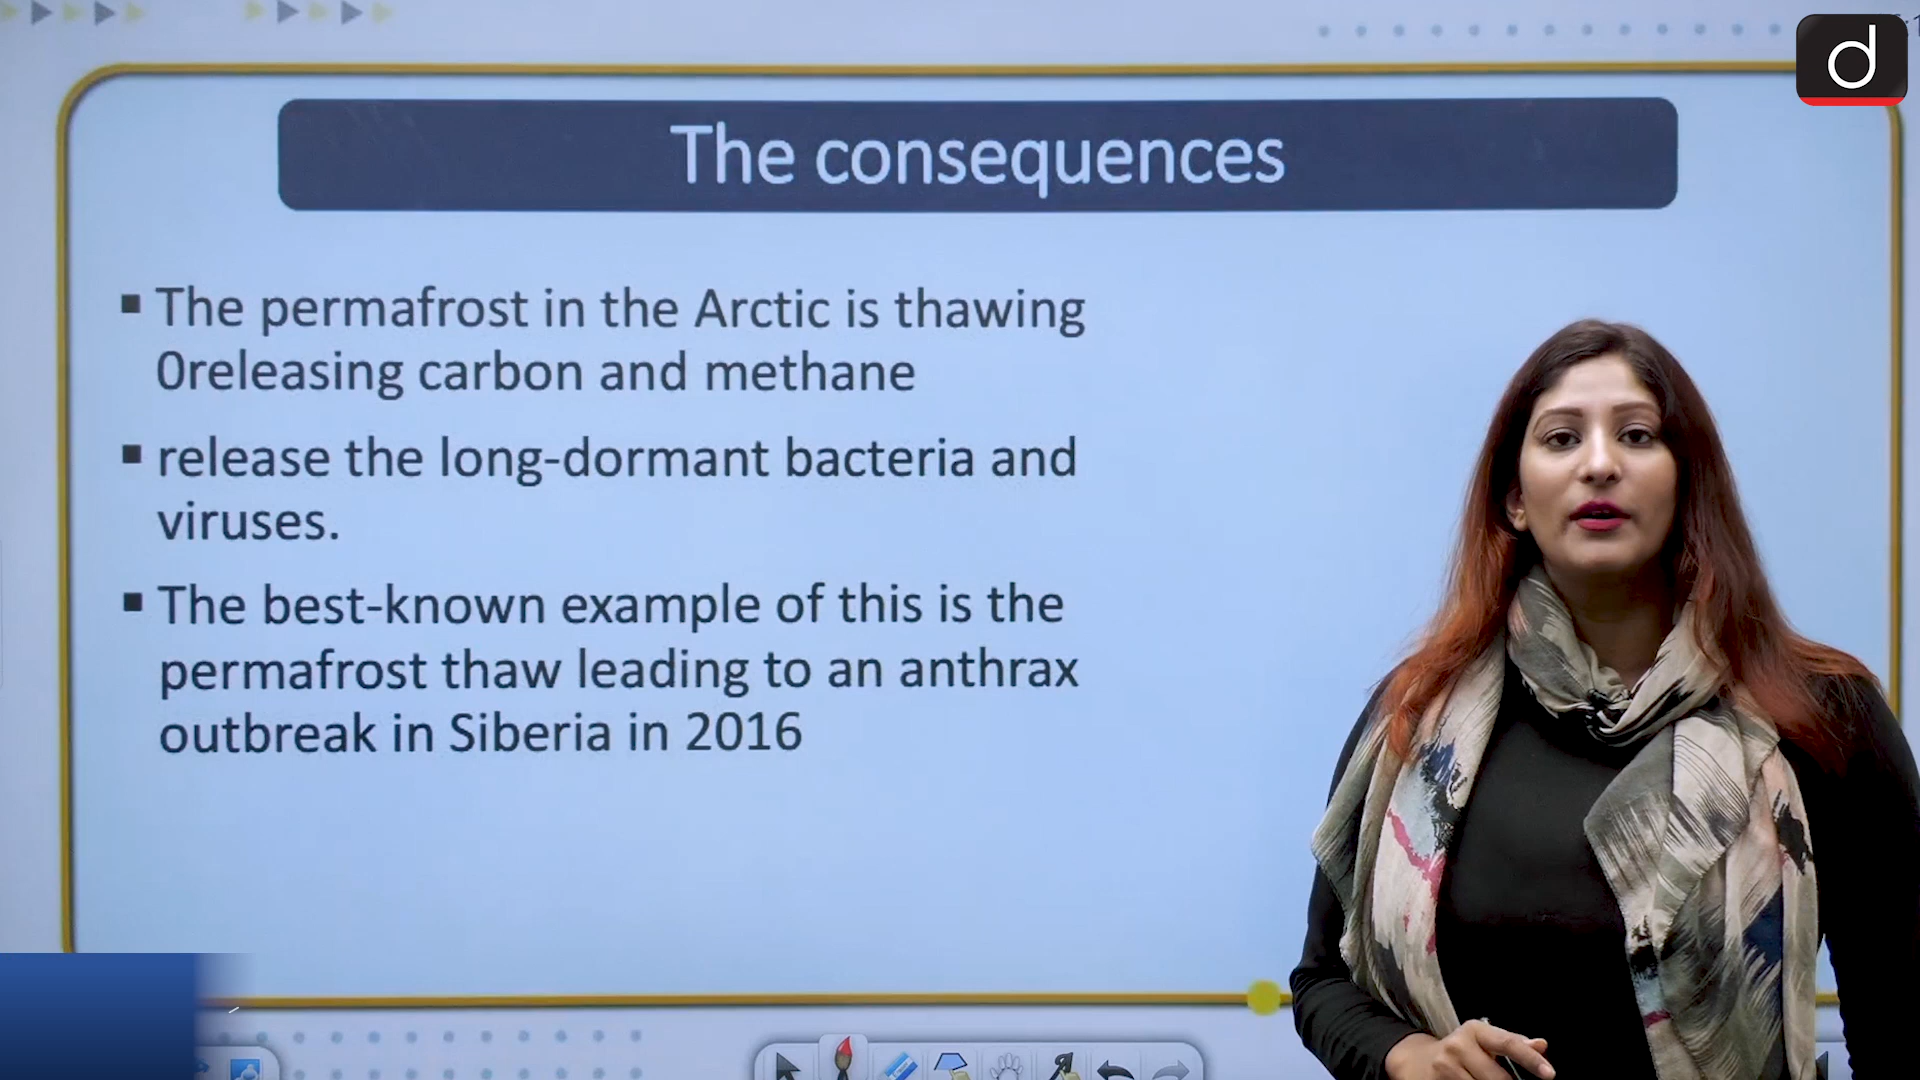 d
The consequences
▪ The permafrost in the Arctic is thawing
0releasing carbon and methane
▪ release the long-dormant bacteria and
viruses.
▪ The best-known example of this is the
permafrost thaw leading to an anthrax
outbreak in Siberia in 2016